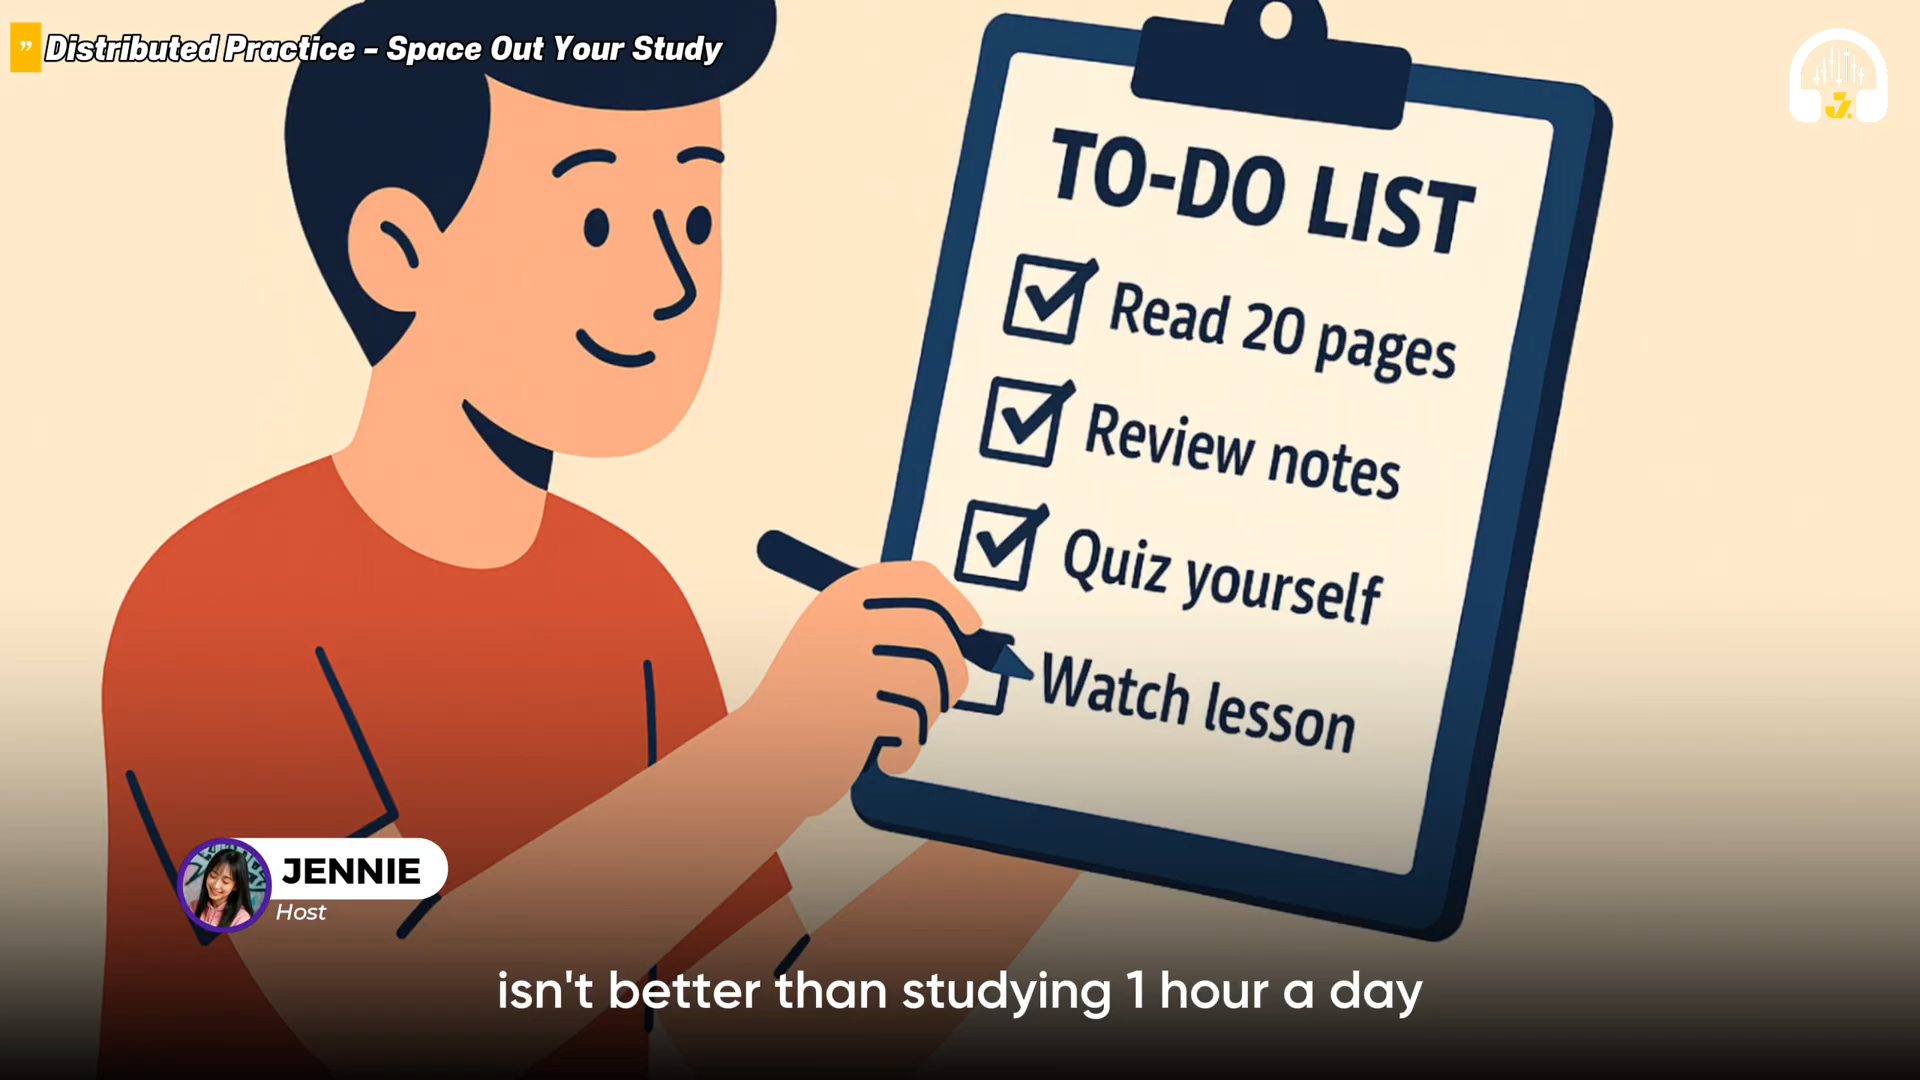 Distributed Practice - Space Out Your Study
TO-DO LIST
Read 20 pages
Review notes
Quiz yourself
Watch lesson
JENNIE
Host
isn't better than studying 1 hour a day